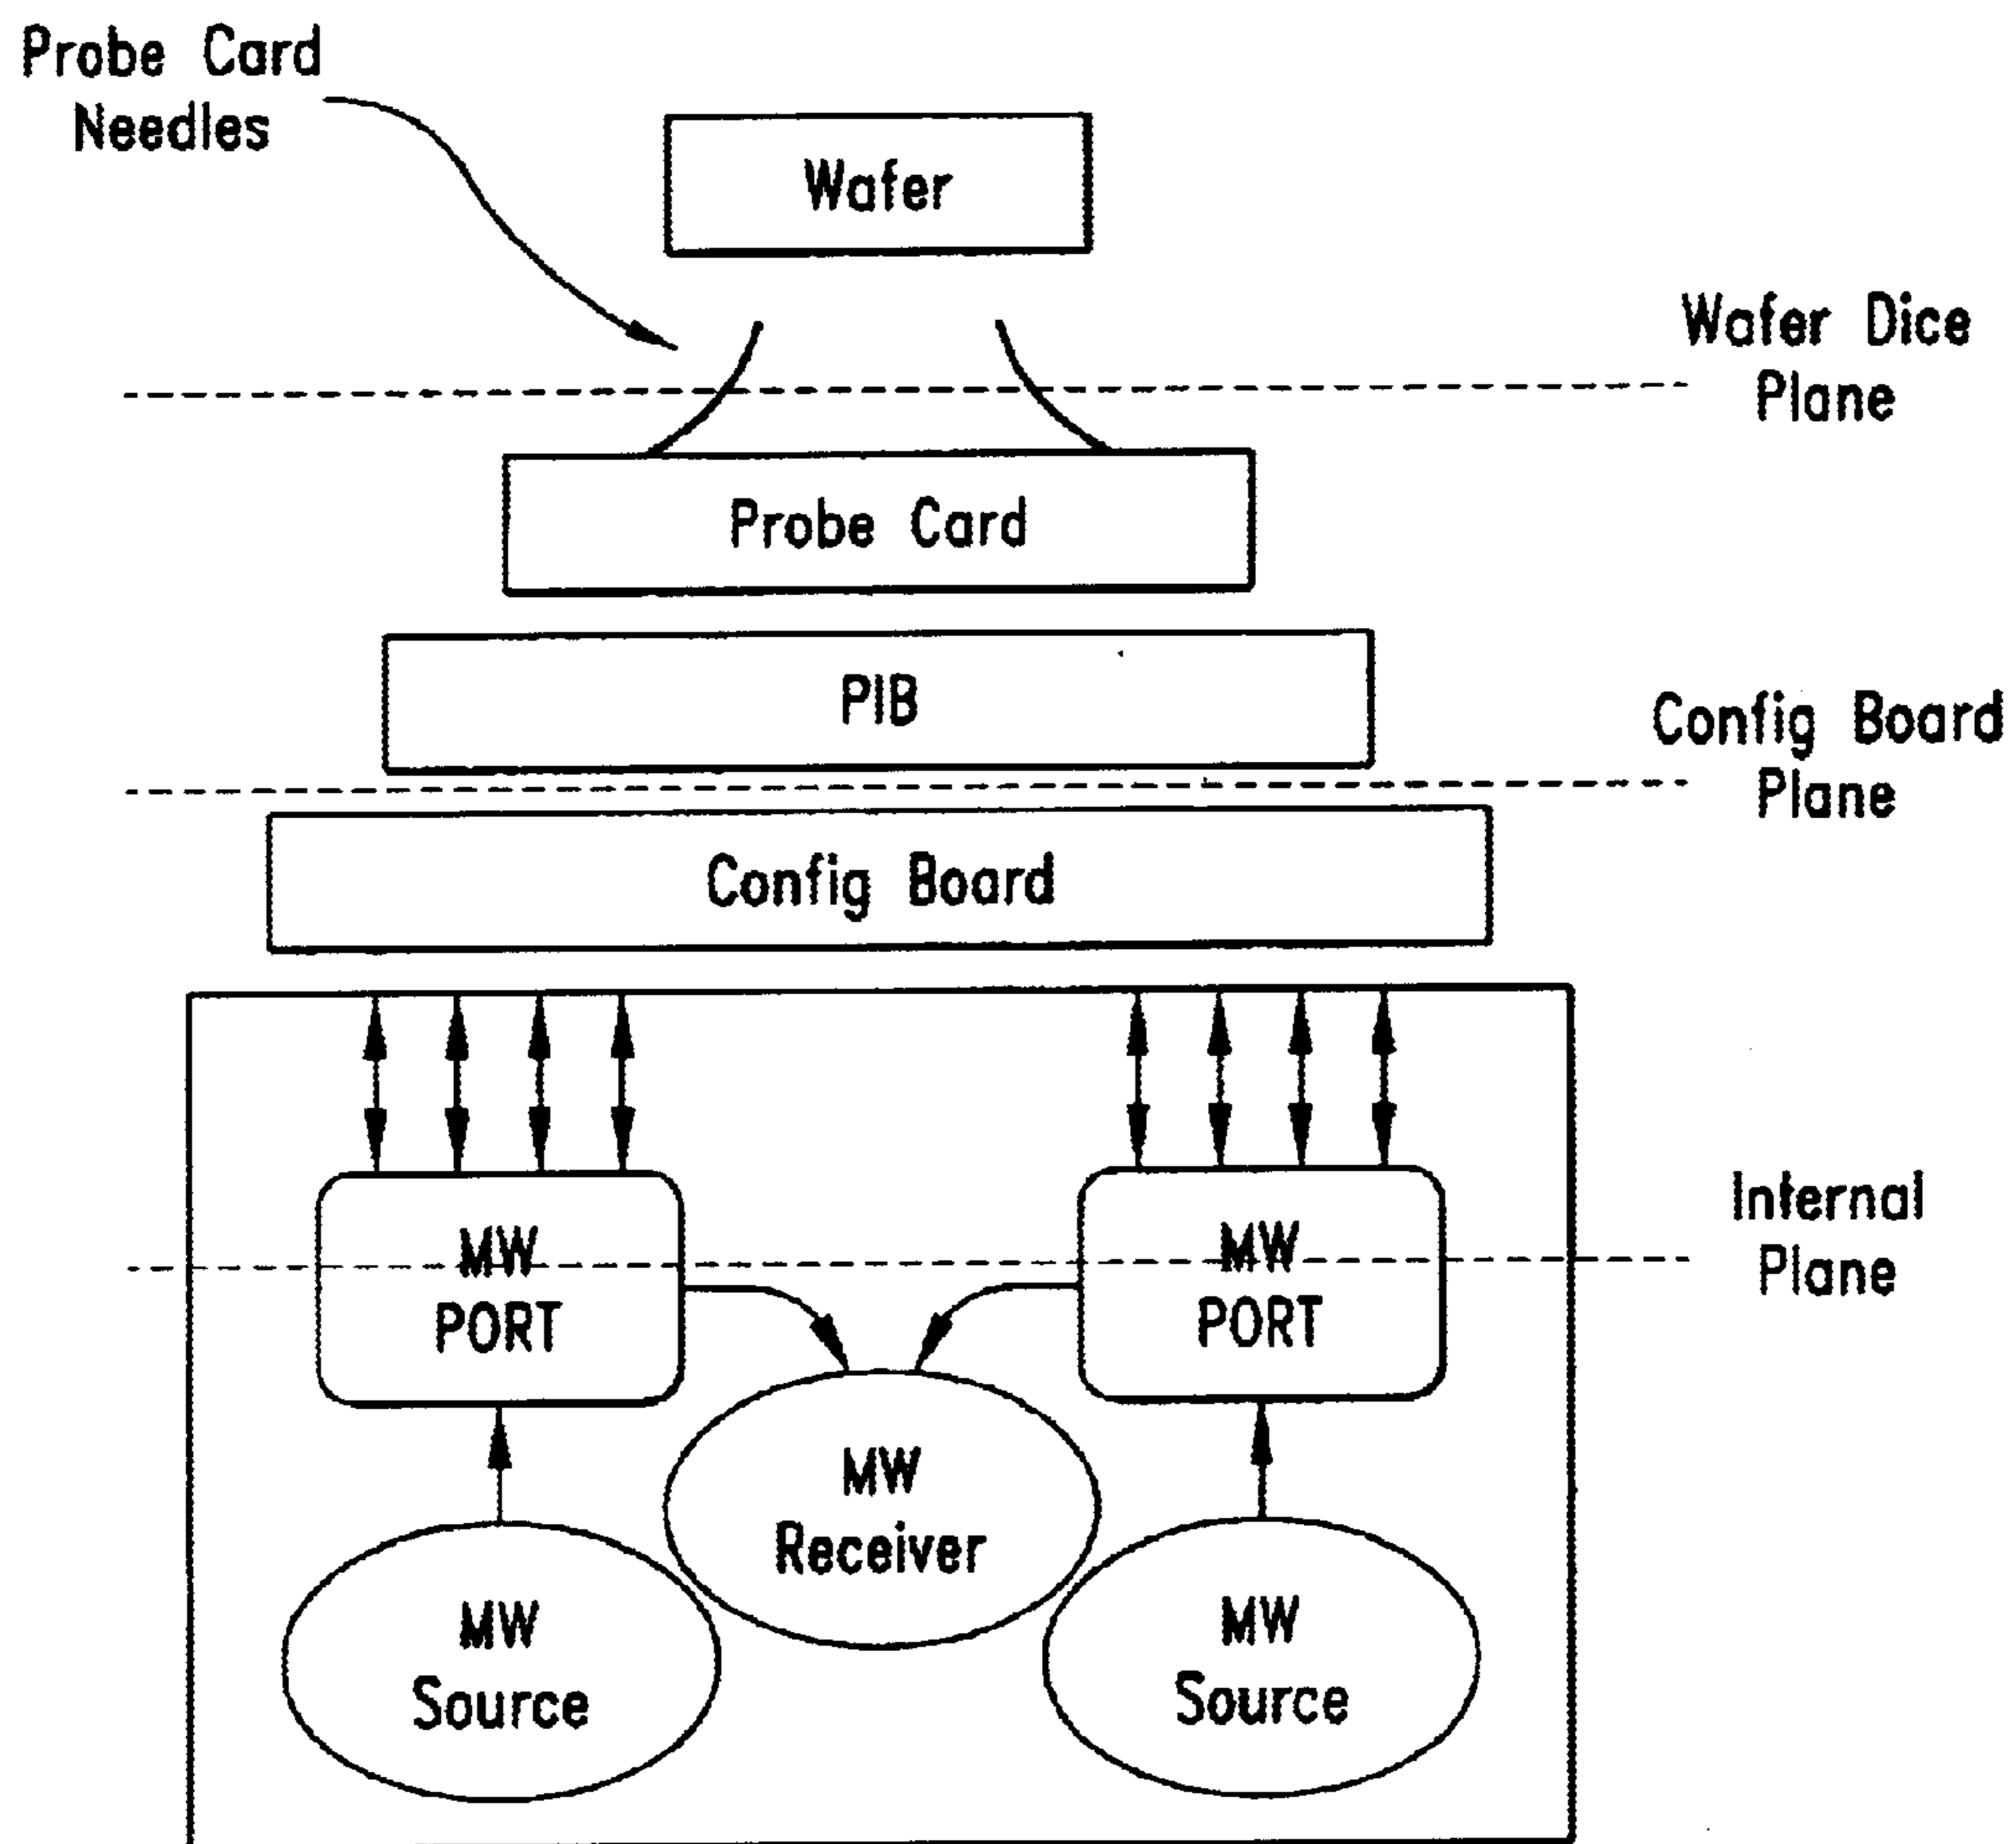 Probe Card
Needles
Wafer
Wafer Dice
Plane
Probe Card
PIB
Config Board
Plane
Config Board
MW
PORT
MW
PORT
Internal
Plane
MW
Receiver
MW
Source
MW
Source